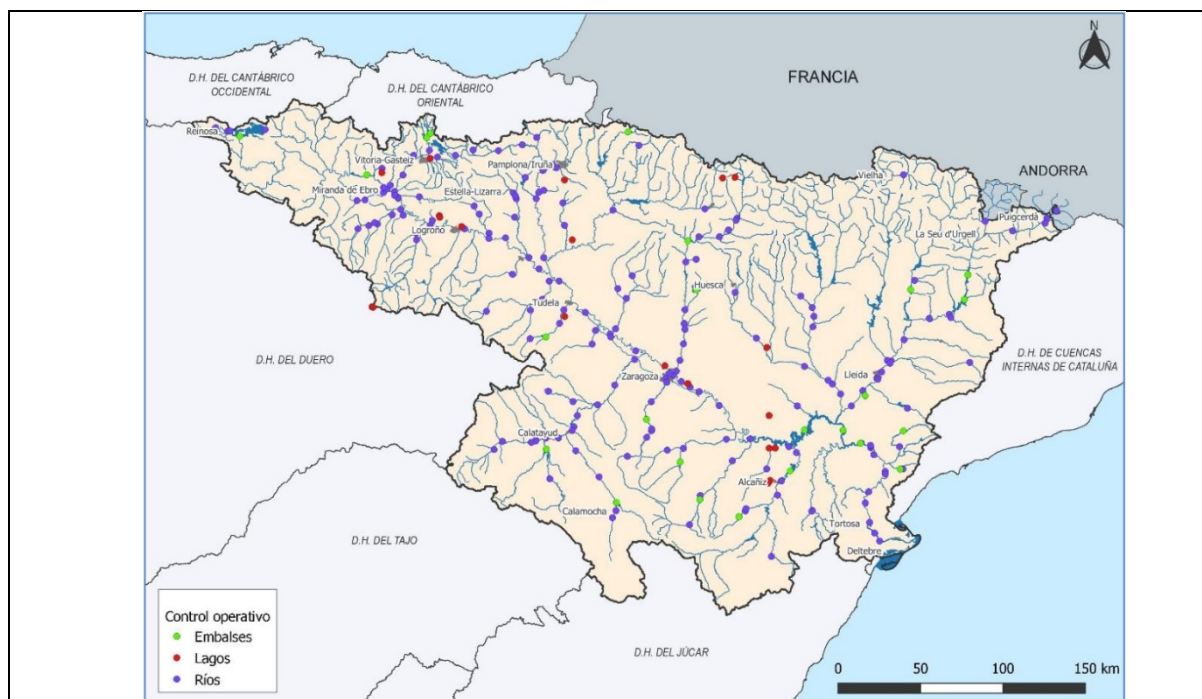 N
D.H. DEL CANTÁBRICO
OCCIDENTAL
D.H. DEL CANTÁBRICO
ORIENTAL
FRANCIA
Reinosa
Vitoria-Gasteiz
Pamplona/Iruña
Vielha
ANDORRA
Miranda de Ebro
Estella-Lizarra
Puigcerdà
Logroño
La Seu d'Urgell
Huesca
Tudela
D.H. DEL DUERO
D.H. DE CUENCAS
INTERNAS DE CATALUÑA
Zaragoza
Lleida
Calatayud
Alcañiz
Calamocha
Tortosa
D.H. DEL TAJO
Deltebre
Control operativo
Embalses
Lagos
Ríos
D.H. DEL JÚCAR
0 50 100 150 km